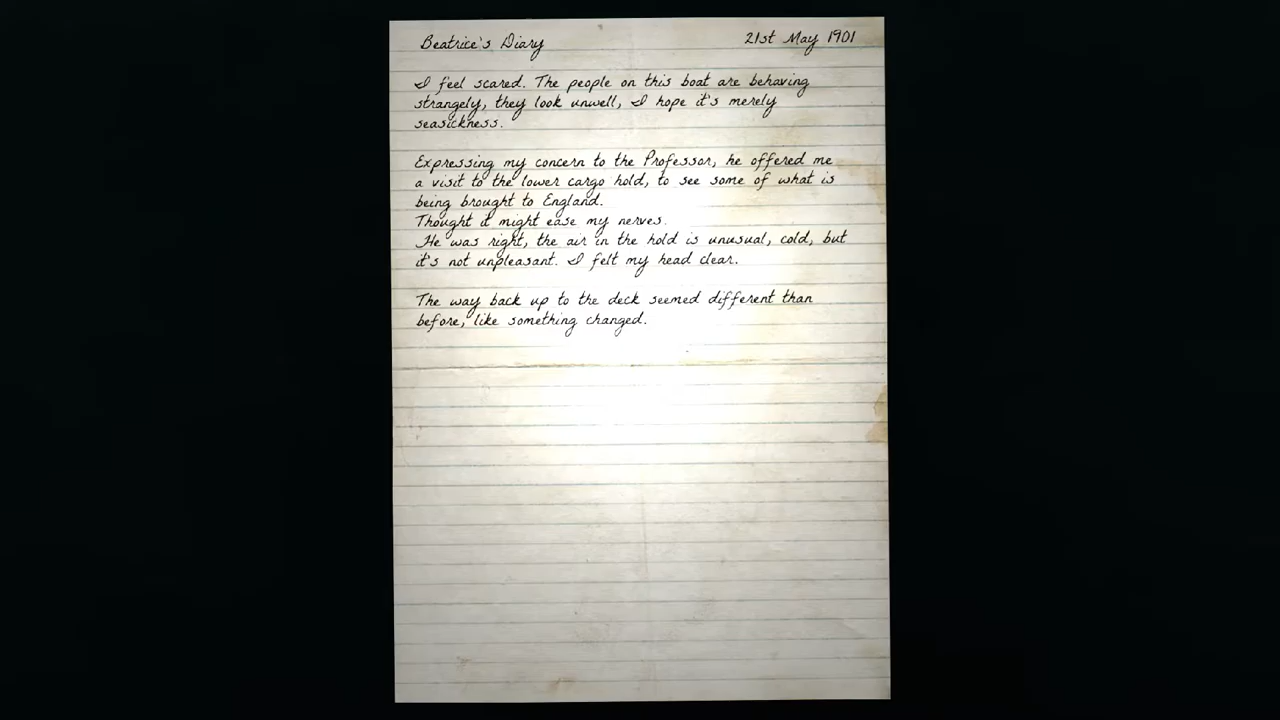 Beatrice's Diary 21st May 1901
I feel scared. The people on this boat are behaving
strangely, they look unwell, I hope it's merely
seasickness.
Expressing my concern to the Professor, he offered me
a visit to the lower cargo hold, to see some of what is
being brought to England.
Thought it might ease my nerves.
He was right, the air in the hold is unusual, cold, but
it's not unpleasant. I felt my head clear.
The way back up to the deck seemed different than
before, like something changed.